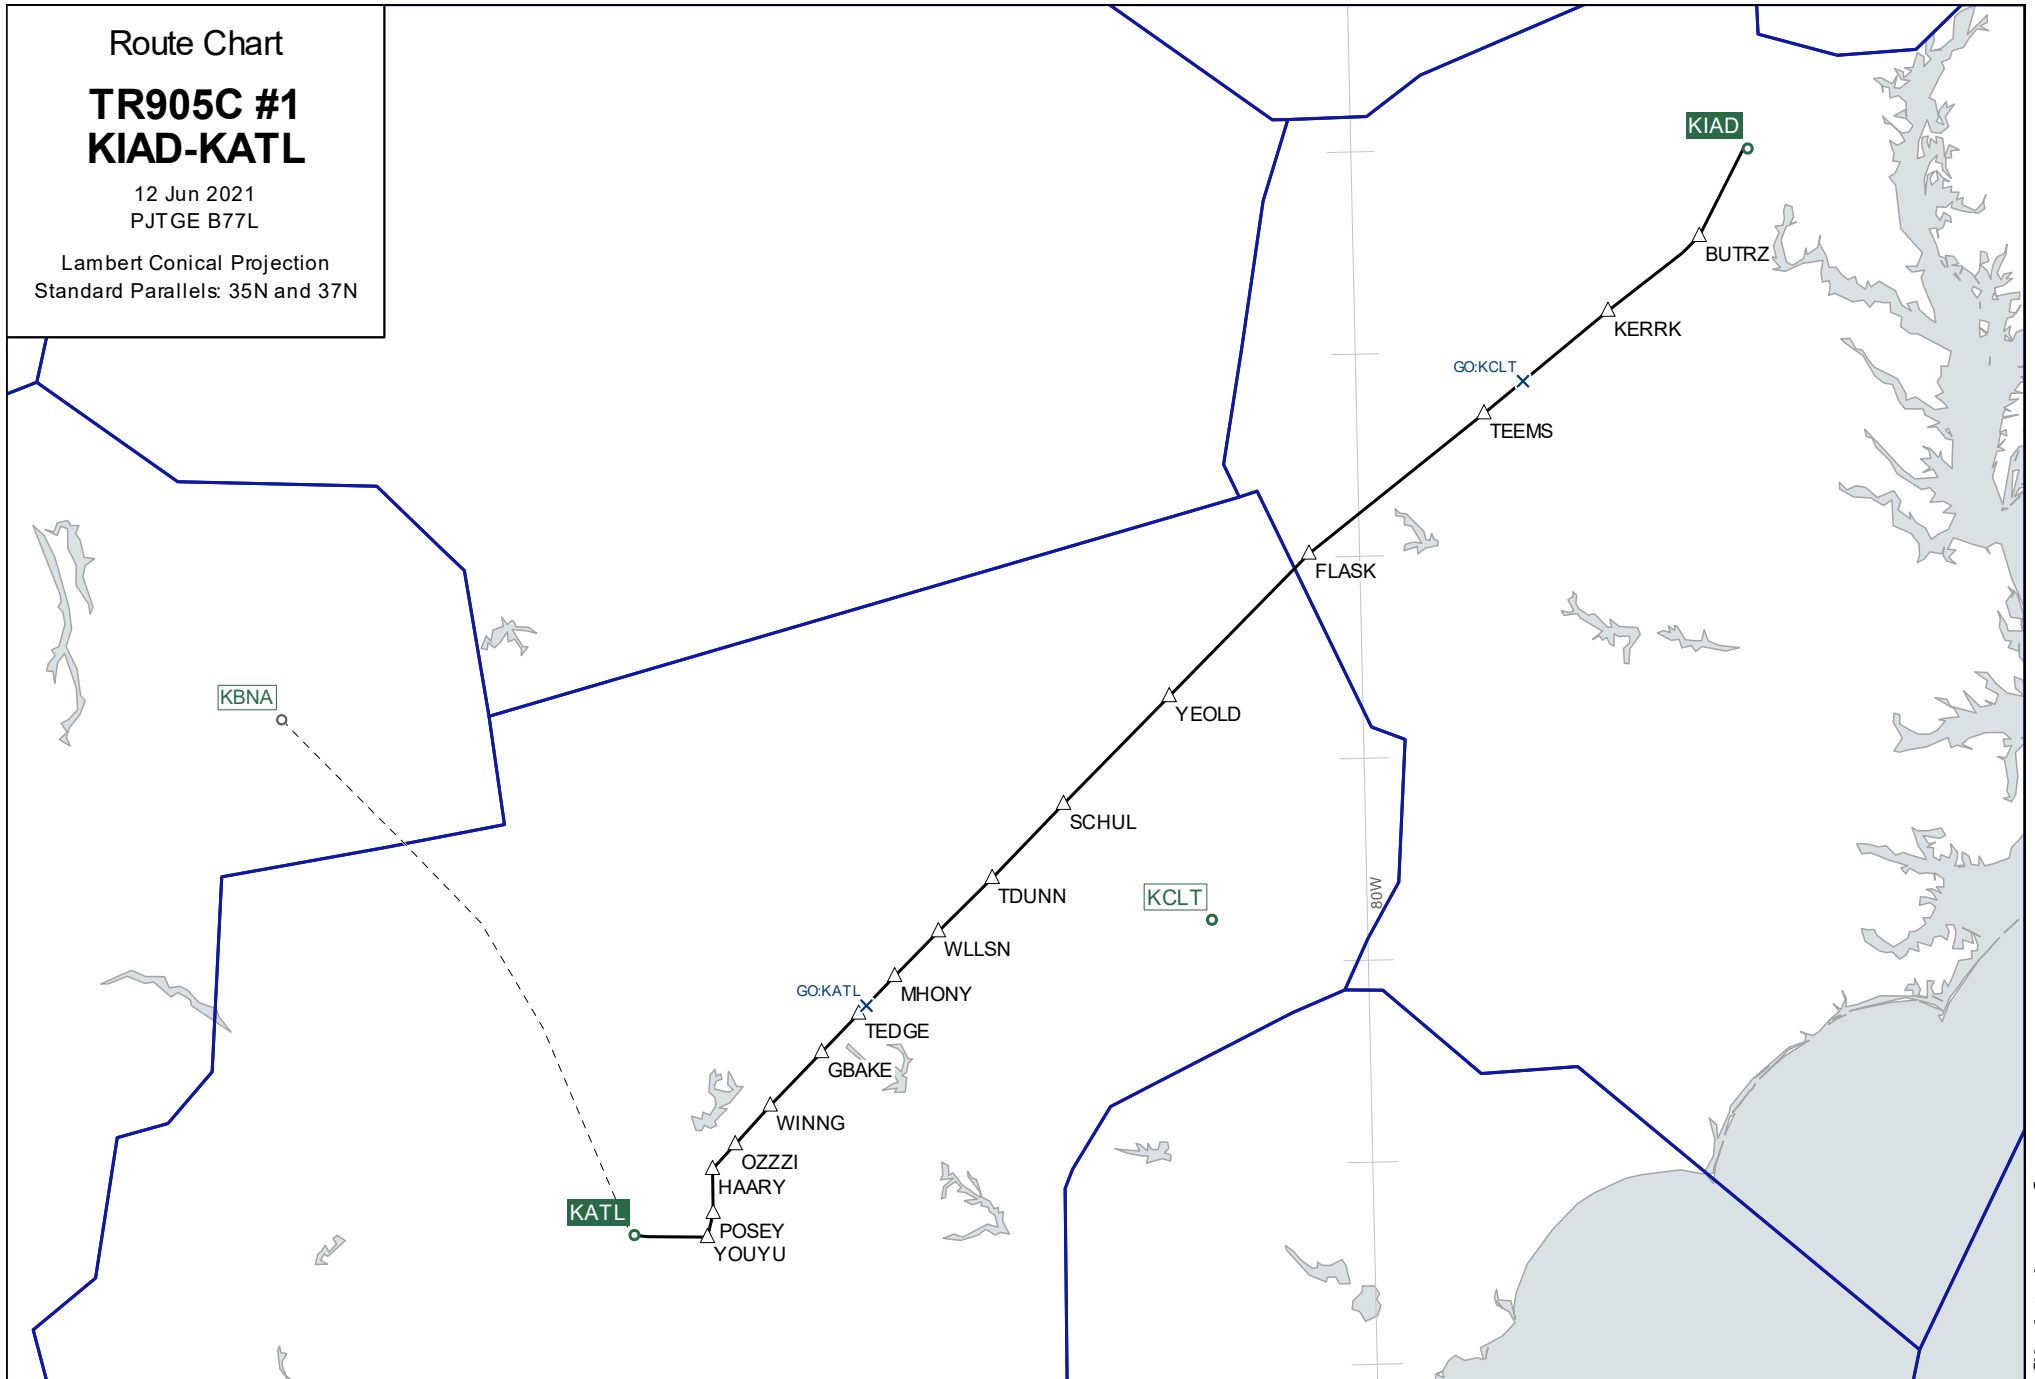 Route Chart
TR905C #1
KIAD-KATL
12 Jun 2021
PJTGE B77L
Lambert Conical Projection
Standard Parallels: 35N and 37N
KIAD
BUTRZ
KERRK
GO:KCLT
TEEMS
FLASK
KBNA
YEOLD
SCHUL
80W
TDUNN
KCLT
WLLSN
GO:KATL
MHONY
TEDGE
GBAKE
WINNG
OZZZI
HAARY
KATL
POSEY
YOUYU